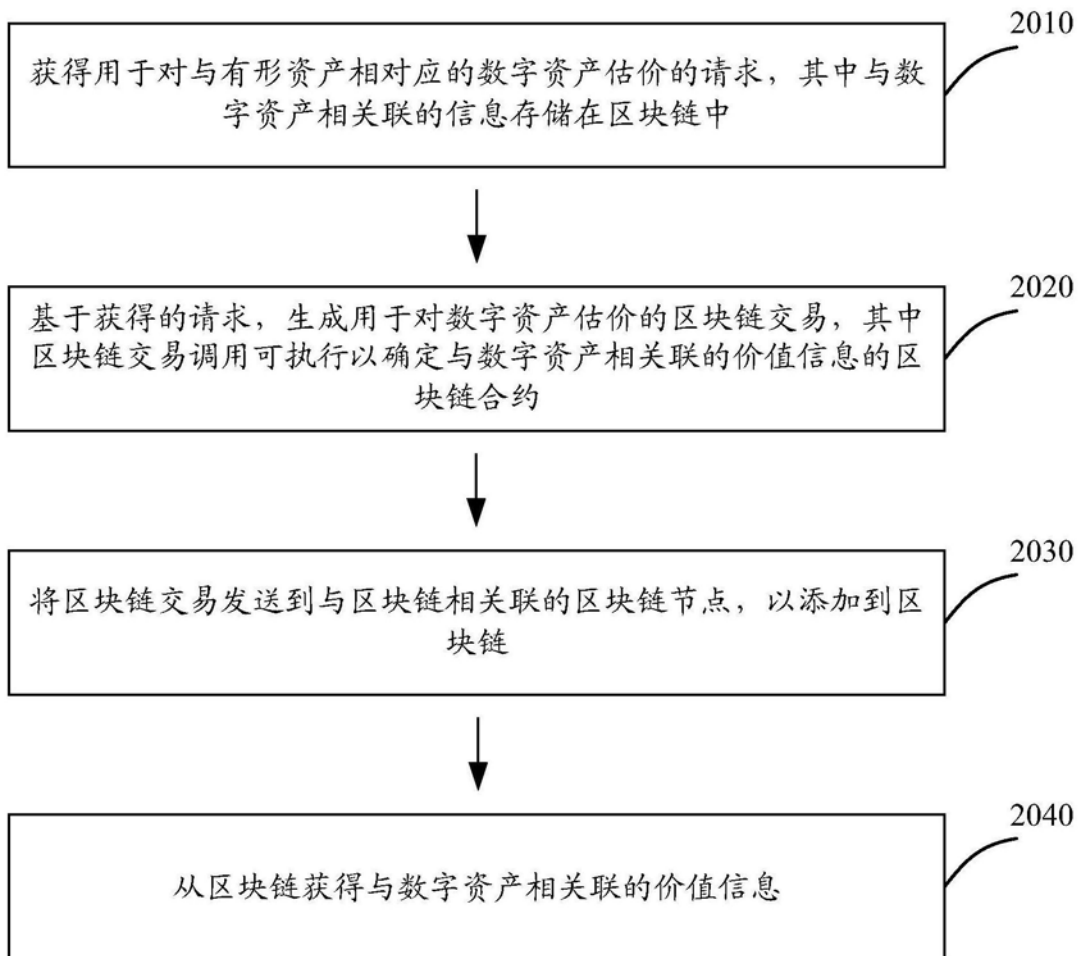 2010
获得用于对与有形资产相对应的数字资产估价的请求，其中与数
字资产相关联的信息存储在区块链中
2020
基于获得的请求，生成用于对数字资产估价的区块链交易，其中
区块链交易调用可执行以确定与数字资产相关联的价值信息的区
块链合约
2030
将区块链交易发送到与区块链相关联的区块链节点，以添加到区
块链
2040
从区块链获得与数字资产相关联的价值信息